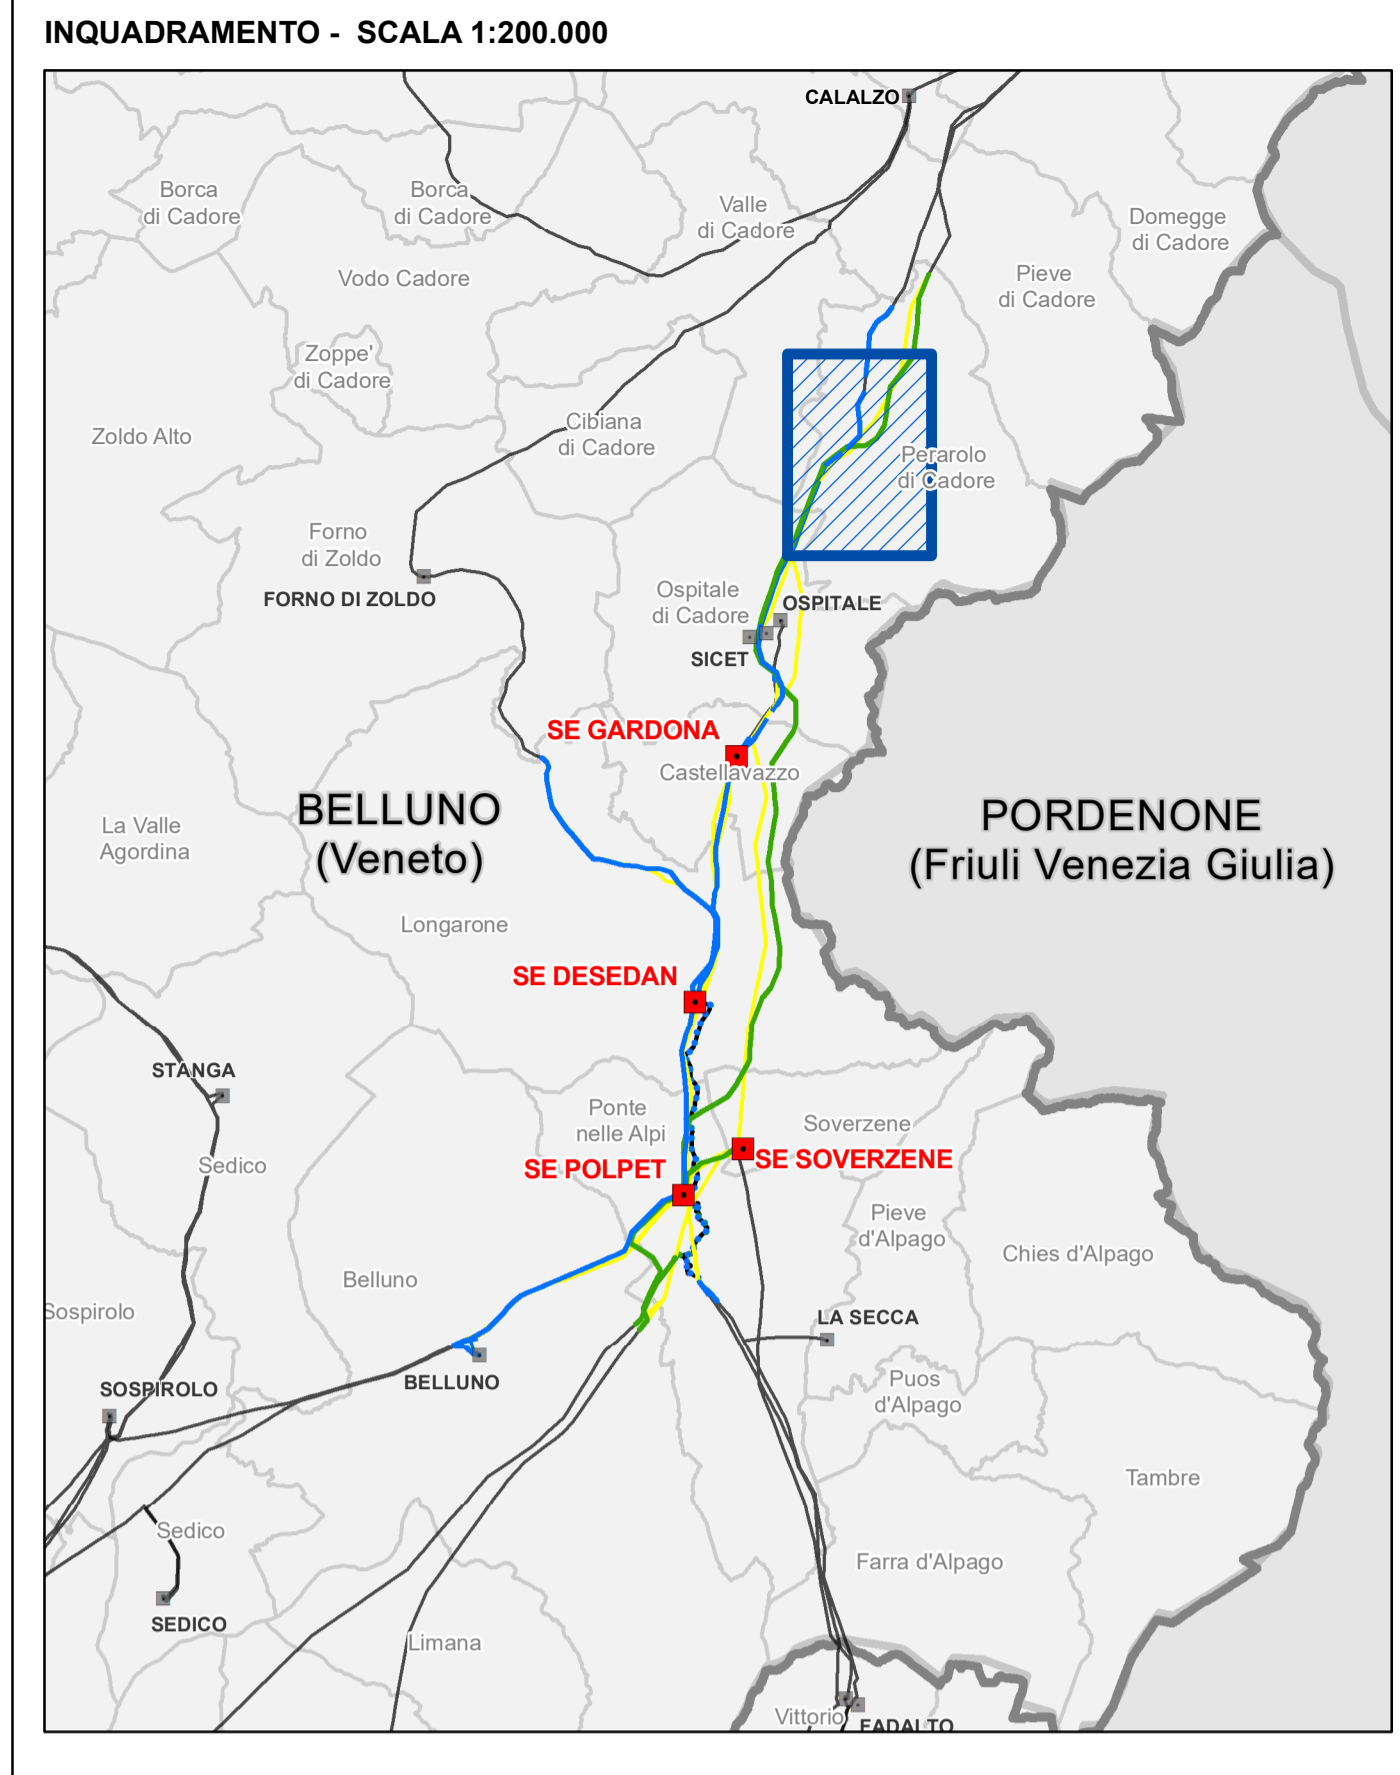 INQUADRAMENTO - SCALA 1:200.000
CALALZO
Borca
di Cadore
Borca
di Cadore
Valle
di Cadore
Domegge
di Cadore
Vodo Cadore
Pieve
di Cadore
Zoppe'
di Cadore
Zoldo Alto
Cibiana
di Cadore
Perarolo
di Cadore
Forno
di Zoldo
FORNO DI ZOLDO
Ospitale
di Cadore
OSPITALE
SICET
SE GARDONA
Castellavazzo
BELLUNO
(Veneto)
PORDENONE
(Friuli Venezia Giulia)
La Valle
Agordina
Longarone
SE DESEDAN
STANGA
Ponte
nelle Alpi
Soverzene
Sedico
SE POLPET
SE SOVERZENE
Pieve
d'Alpago
Chies d'Alpago
Belluno
Sospirolo
LA SECCA
BELLUNO
SOSPIROLO
Puos
d'Alpago
Tambre
Sedico
Farra d'Alpago
SEDICO
Limana
Vittorio
FADALTO